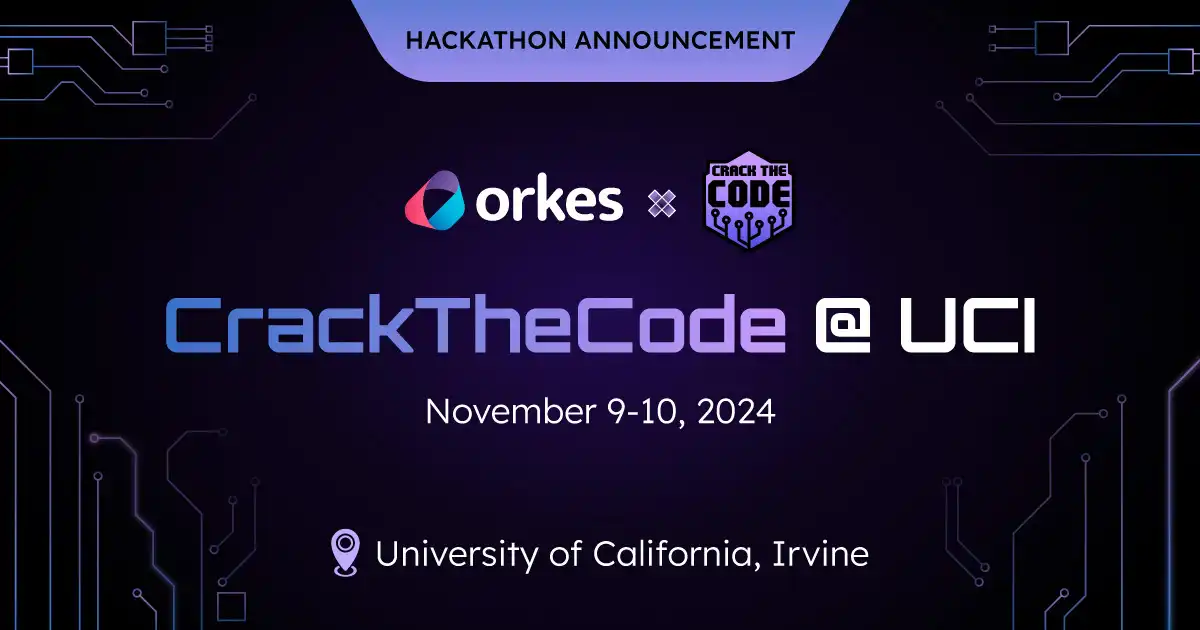 HACKATHON ANNOUNCEMENT
orkes
CRACK THE
CODE
CrackTheCode @ UCI
November 9-10, 2024
University of California, Irvine